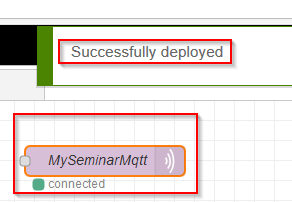 Successfully deployed
MySeminarMqtt
connected